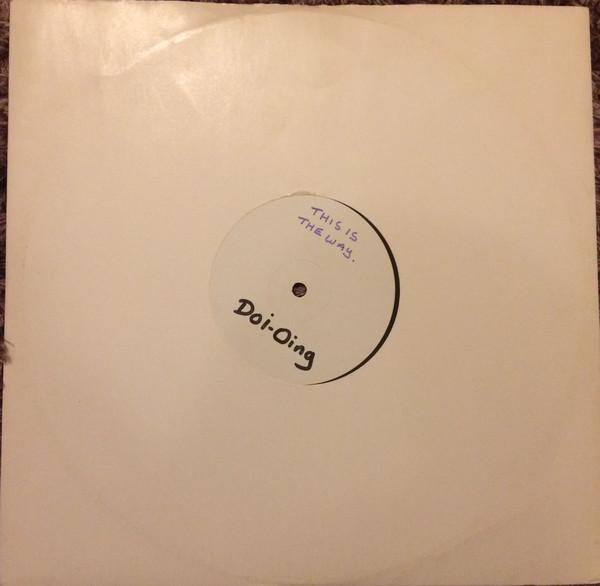 THIS IS
THE WAY.
Doi-Oing